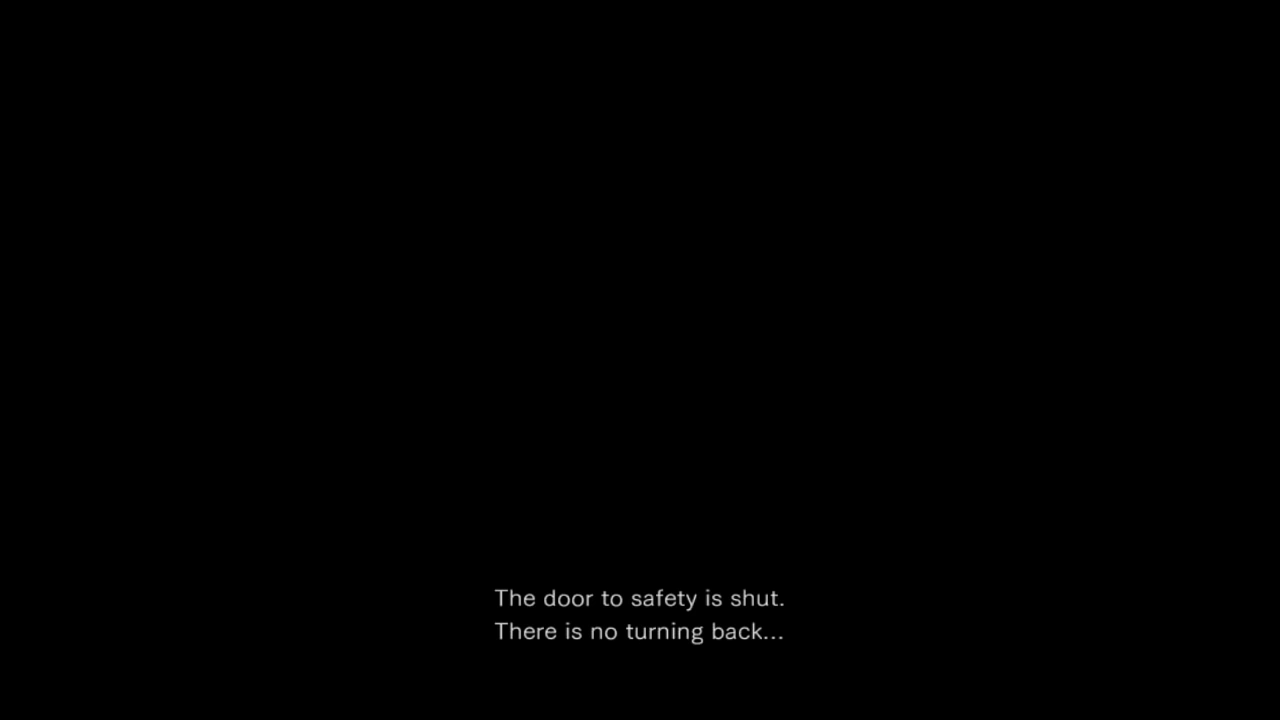 The door to safety is shut.
There is no turning back...